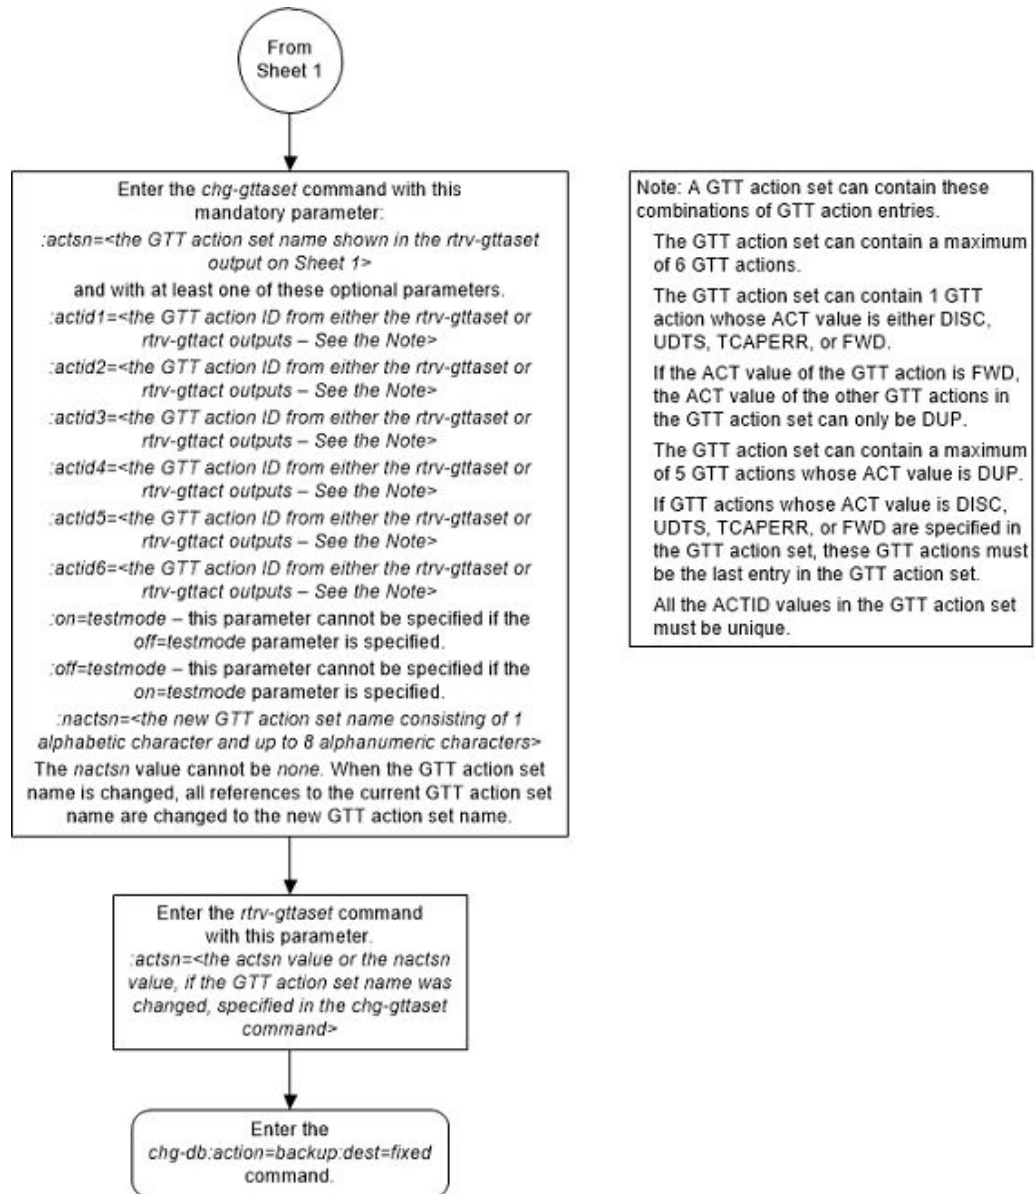 From
Sheet 1
Enter the chg-gttaset command with this
mandatory parameter:
:actsn=<the GTT action set name shown in the rtrv-gttaset
output on Sheet 1>
and with at least one of these optional parameters.
:actid1=<the GTT action ID from either the rtrv-gttaset or
rtrv-gttact outputs – See the Note>
:actid2=<the GTT action ID from either the rtrv-gttaset or
rtrv-gttact outputs – See the Note>
:actid3=<the GTT action ID from either the rtrv-gttaset or
rtrv-gttact outputs – See the Note>
:actid4=<the GTT action ID from either the rtrv-gttaset or
rtrv-gttact outputs – See the Note>
:actid5=<the GTT action ID from either the rtrv-gttaset or
rtrv-gttact outputs – See the Note>
:actid6=<the GTT action ID from either the rtrv-gttaset or
rtrv-gttact outputs – See the Note>
:on=testmode – this parameter cannot be specified if the
off=testmode parameter is specified.
:off=testmode – this parameter cannot be specified if the
on=testmode parameter is specified.
:nactsn=<the new GTT action set name consisting of 1
alphabetic character and up to 8 alphanumeric characters>
The nactsn value cannot be none. When the GTT action set
name is changed, all references to the current GTT action set
name are changed to the new GTT action set name.
Note: A GTT action set can contain these
combinations of GTT action entries.
The GTT action set can contain a maximum
of 6 GTT actions.
The GTT action set can contain 1 GTT
action whose ACT value is either DISC,
UDTS, TCAPERR, or FWD.
If the ACT value of the GTT action is FWD,
the ACT value of the other GTT actions in
the GTT action set can only be DUP.
The GTT action set can contain a maximum
of 5 GTT actions whose ACT value is DUP.
If GTT actions whose ACT value is DISC,
UDTS, TCAPERR, or FWD are specified in
the GTT action set, these GTT actions must
be the last entry in the GTT action set.
All the ACTID values in the GTT action set
must be unique.
Enter the rtrv-gttaset command
with this parameter.
:actsn=<the actsn value or the nactsn
value, if the GTT action set name was
changed, specified in the chg-gttaset
command>
Enter the
chg-db:action=backup:dest=fixed
command.